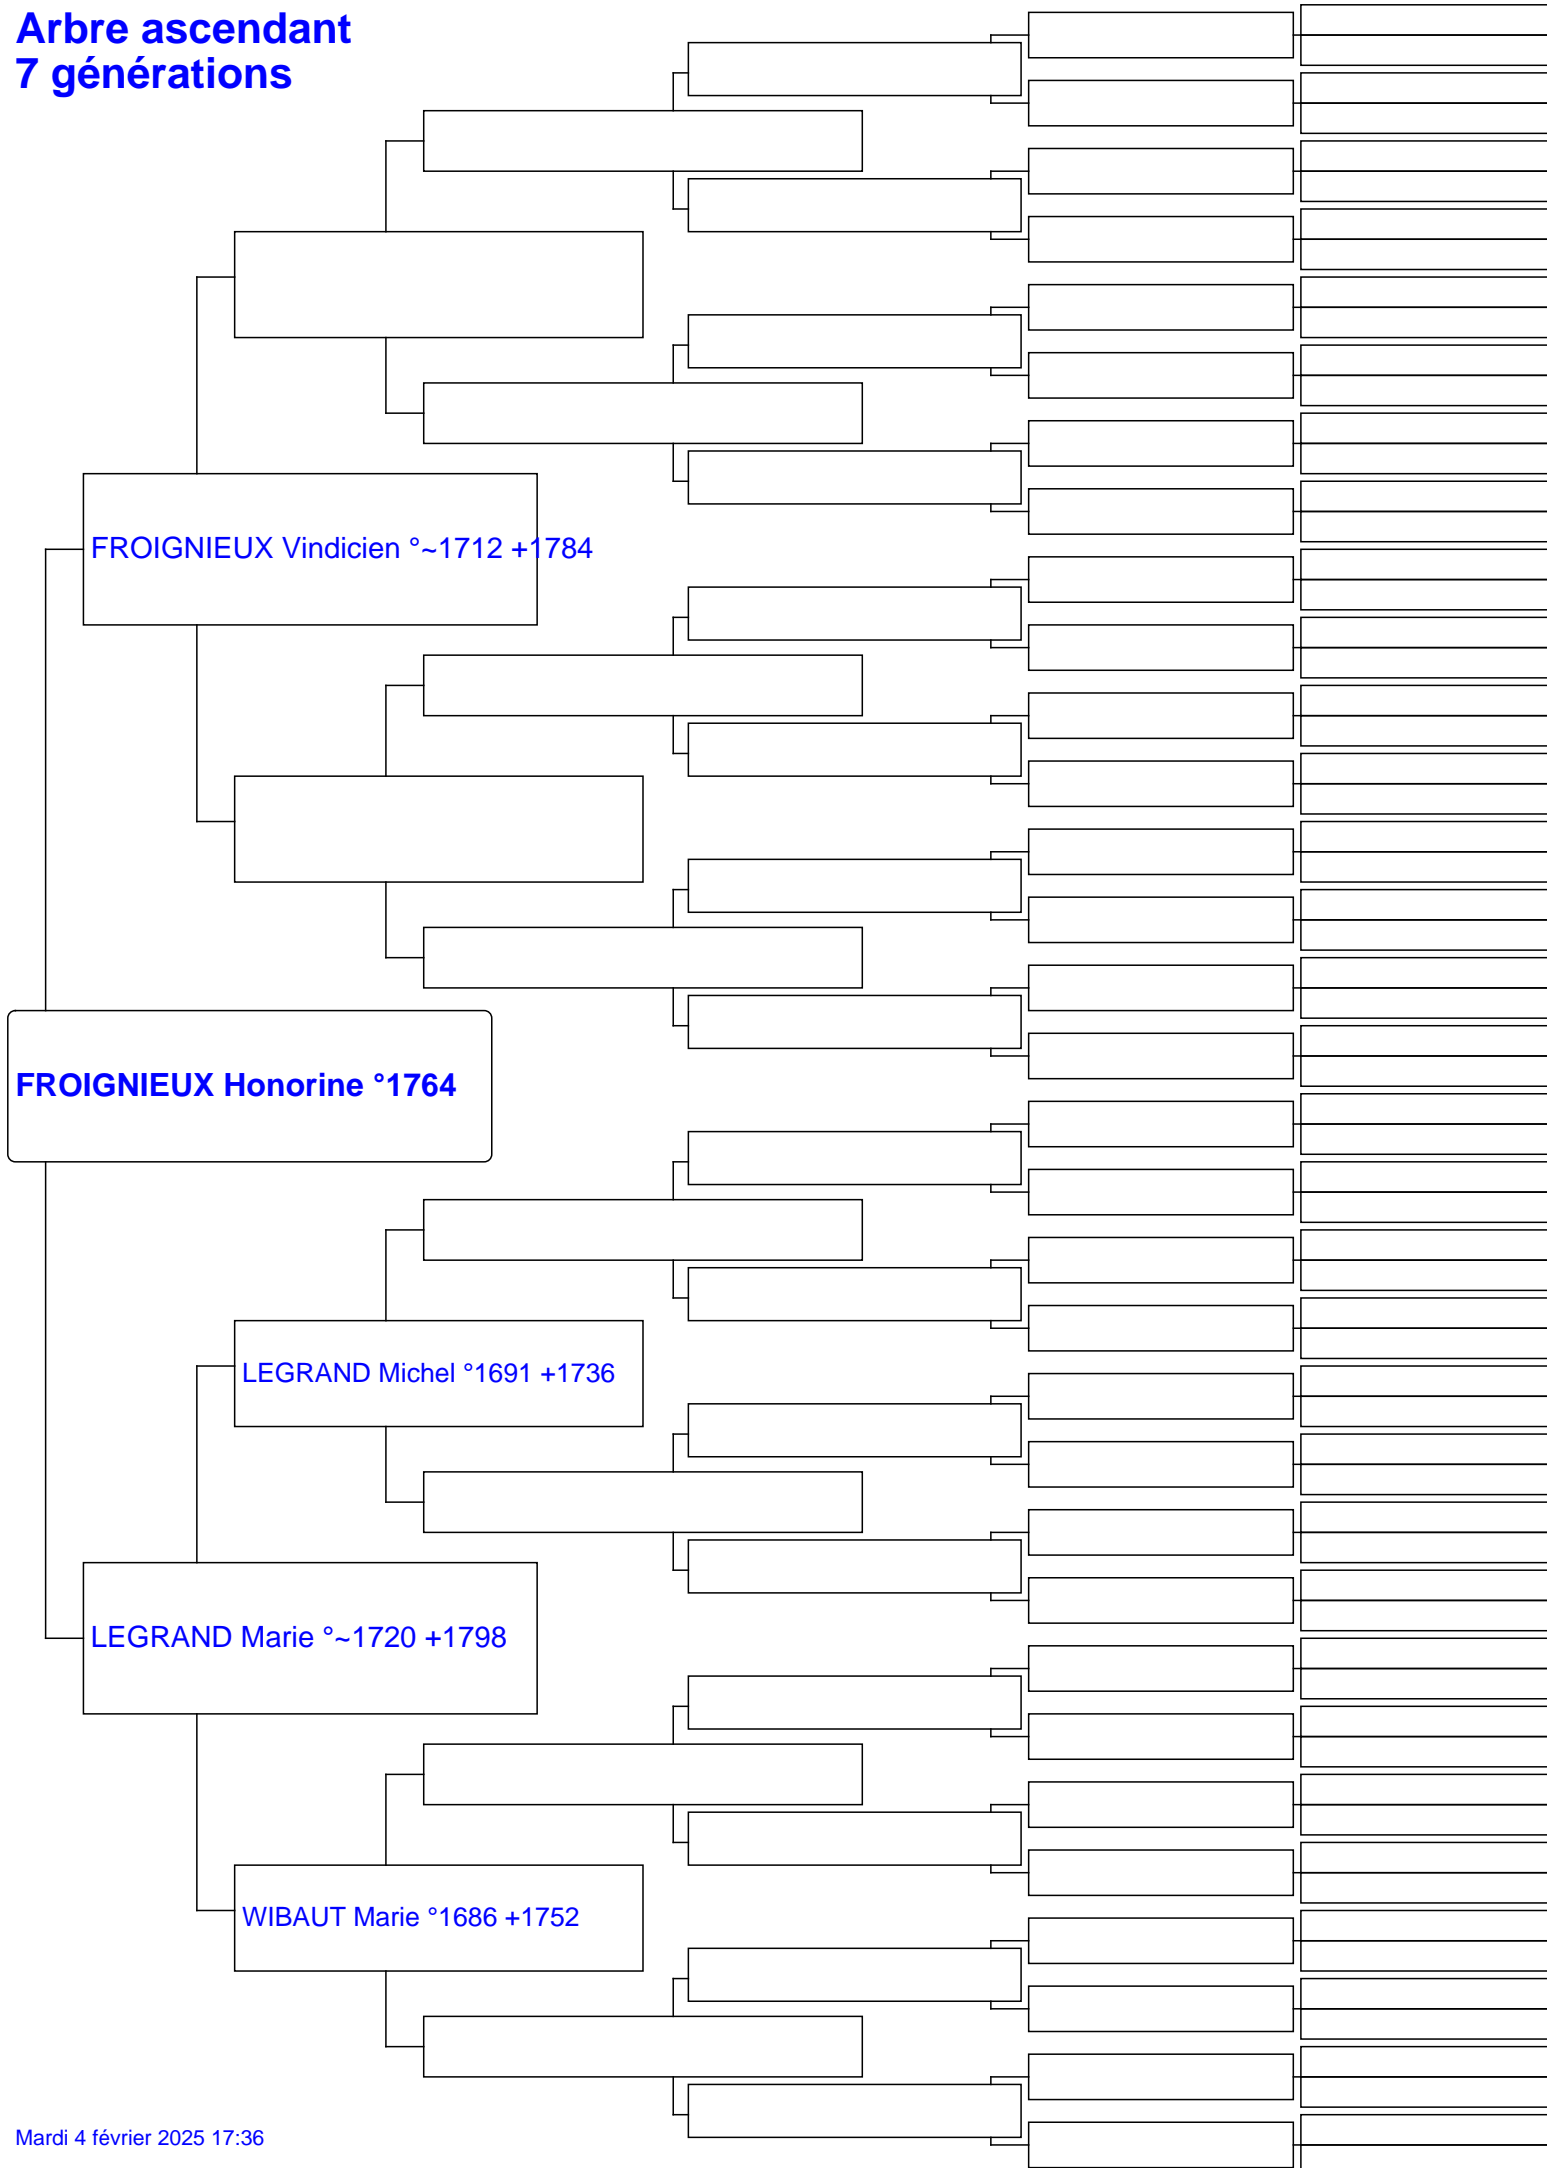 Arbre ascendant
7 générations
FROIGNIEUX Vindicien °~1712 +1784
FROIGNIEUX Honorine °1764
LEGRAND Michel °1691 +1736
LEGRAND Marie °~1720 +1798
WIBAUT Marie °1686 +1752
Mardi 4 février 2025 17:36